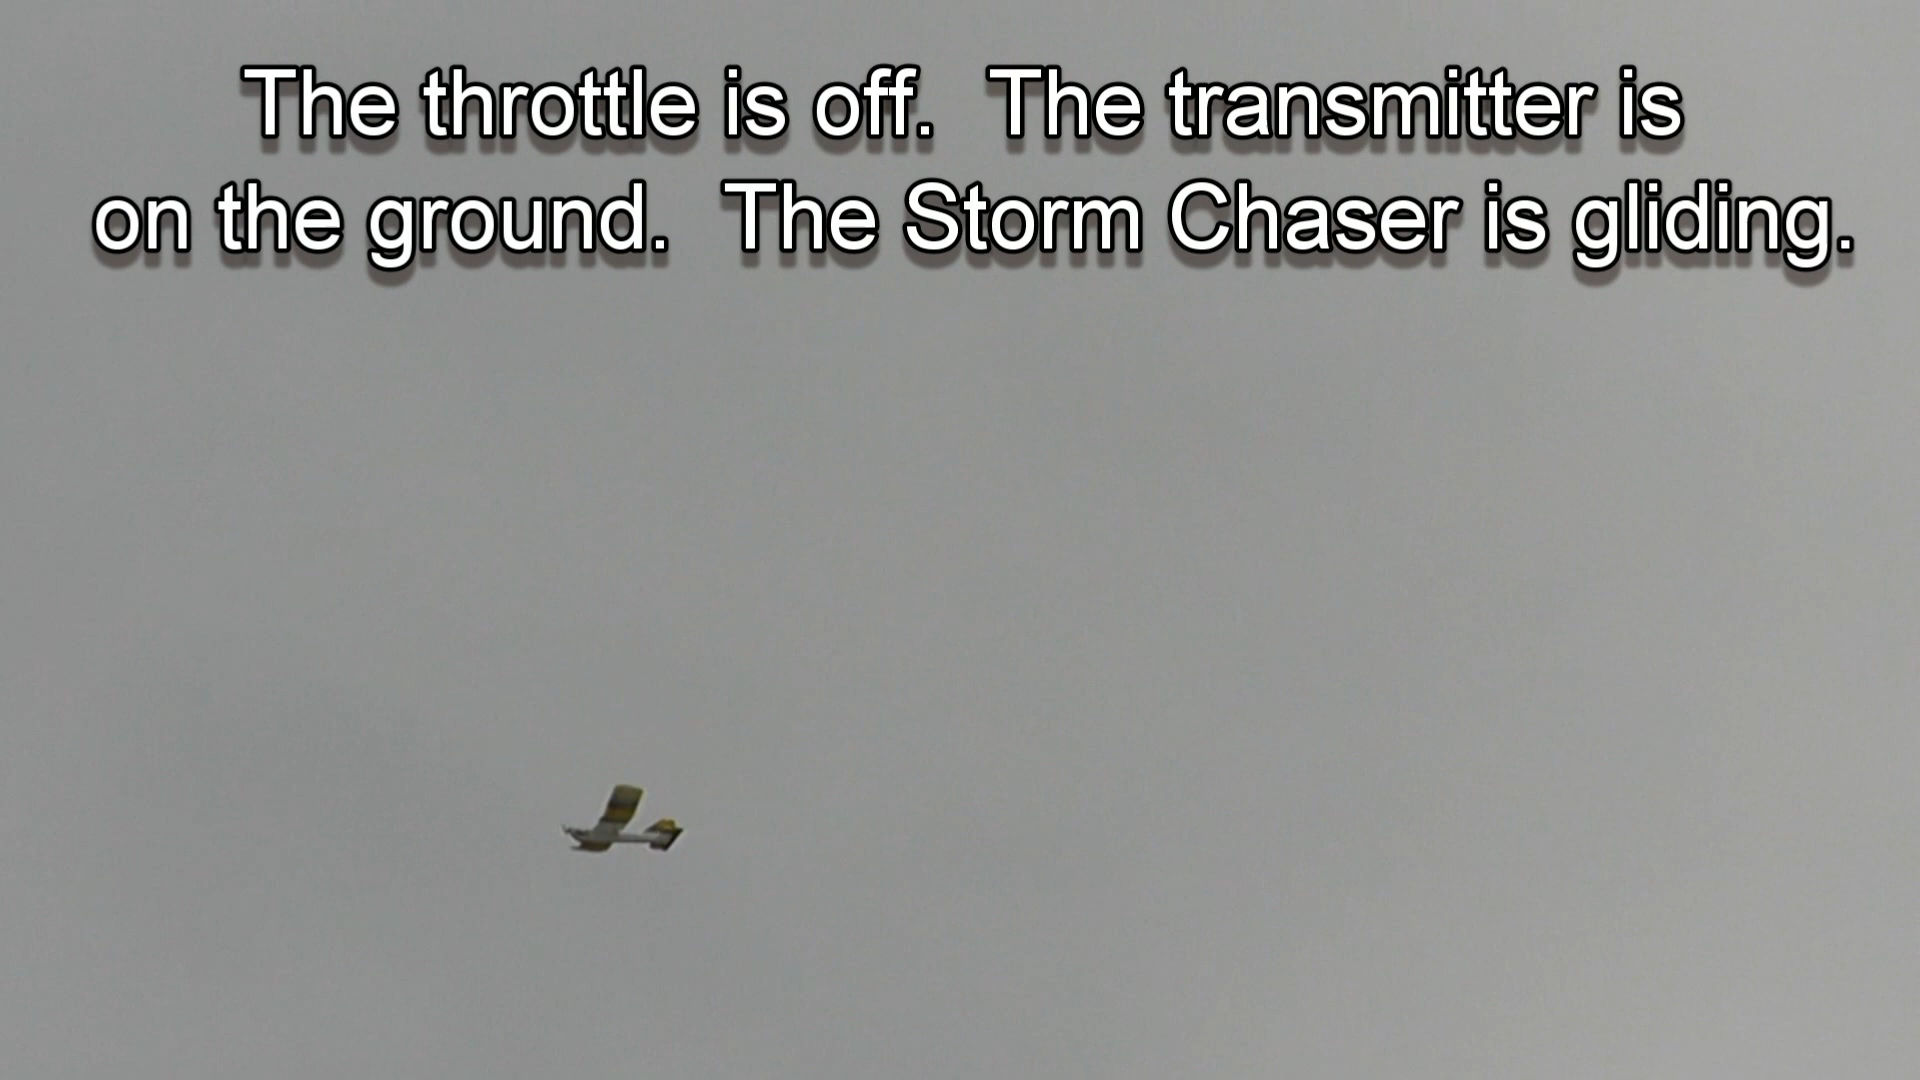 The throttle is off.  The transmitter is
on the ground.  The Storm Chaser is gliding.